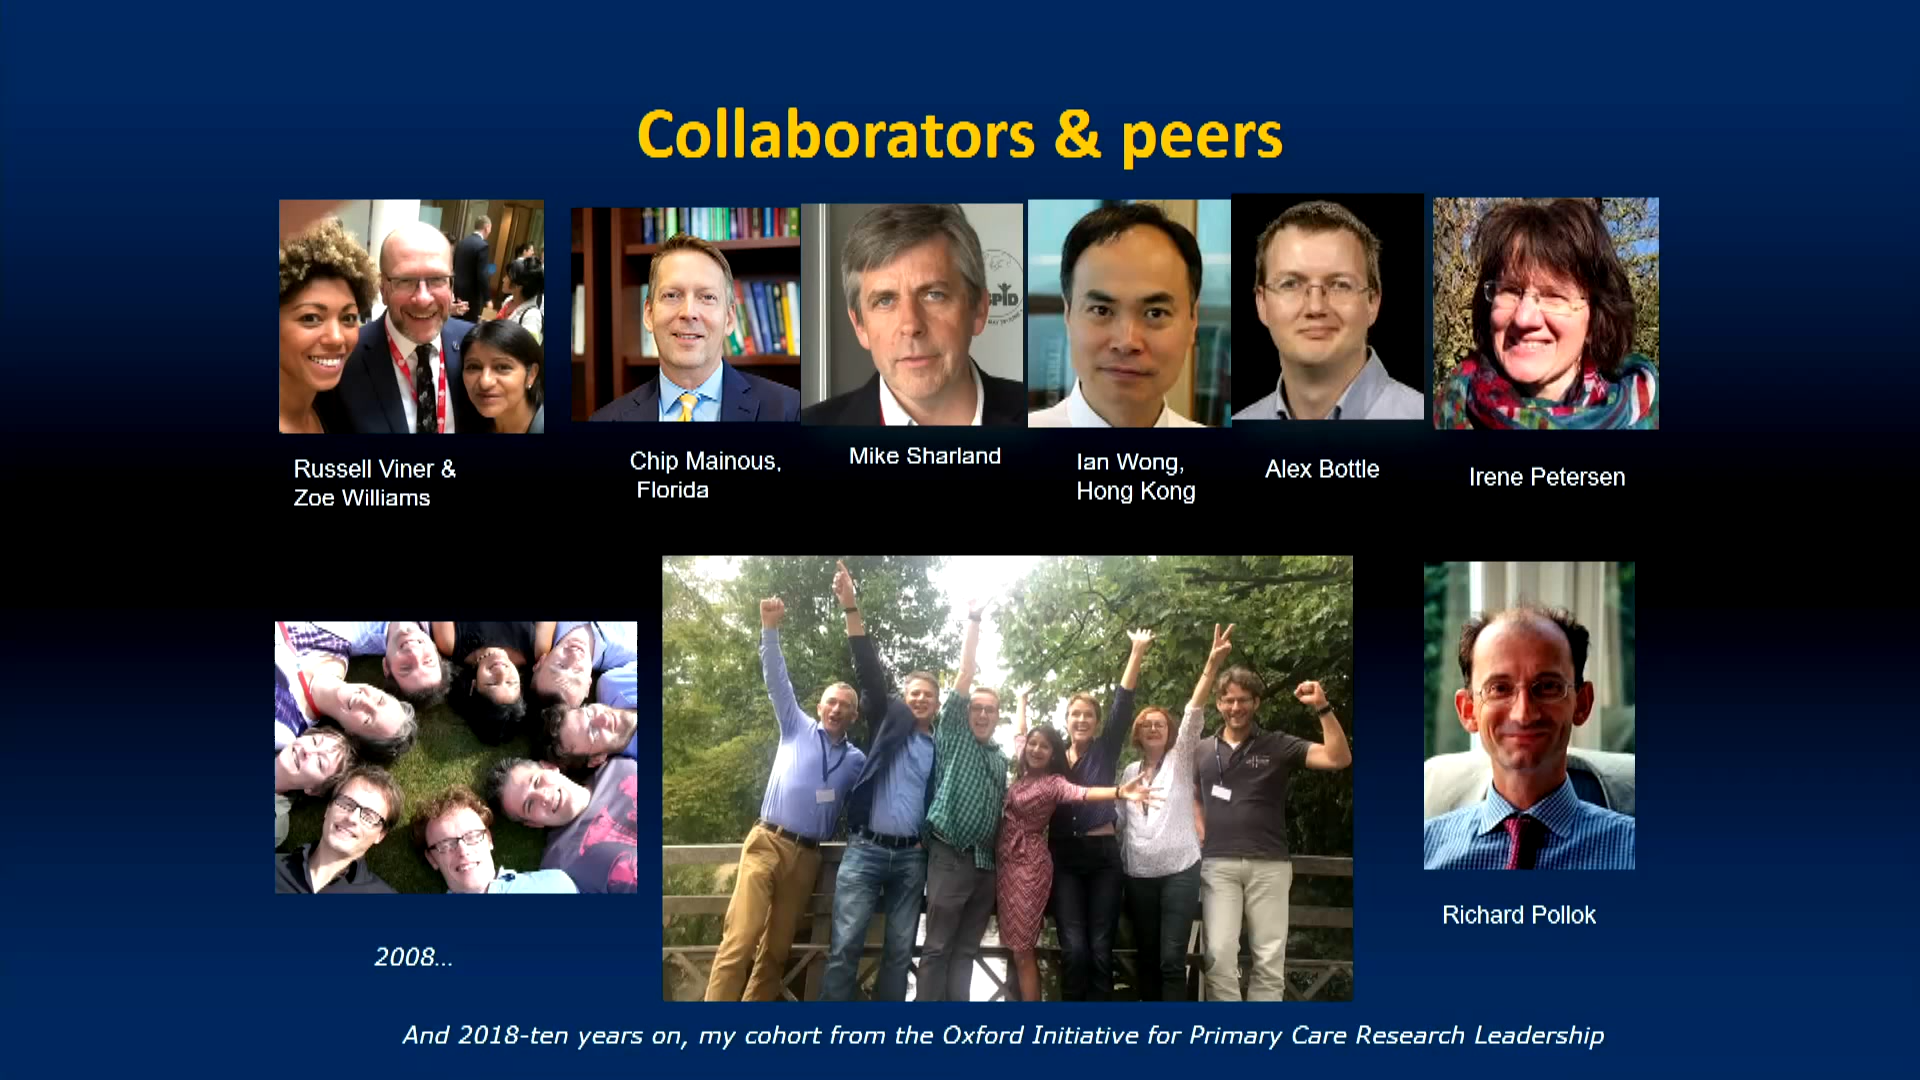 Collaborators & peers
SPID
Russell Viner &
Zoe Williams
Chip Mainous,
Florida
Mike Sharland
Ian Wong,
Hong Kong
Alex Bottle
Irene Petersen
Richard Pollok
2008...
And 2018-ten years on, my cohort from the Oxford Initiative for Primary Care Research Leadership